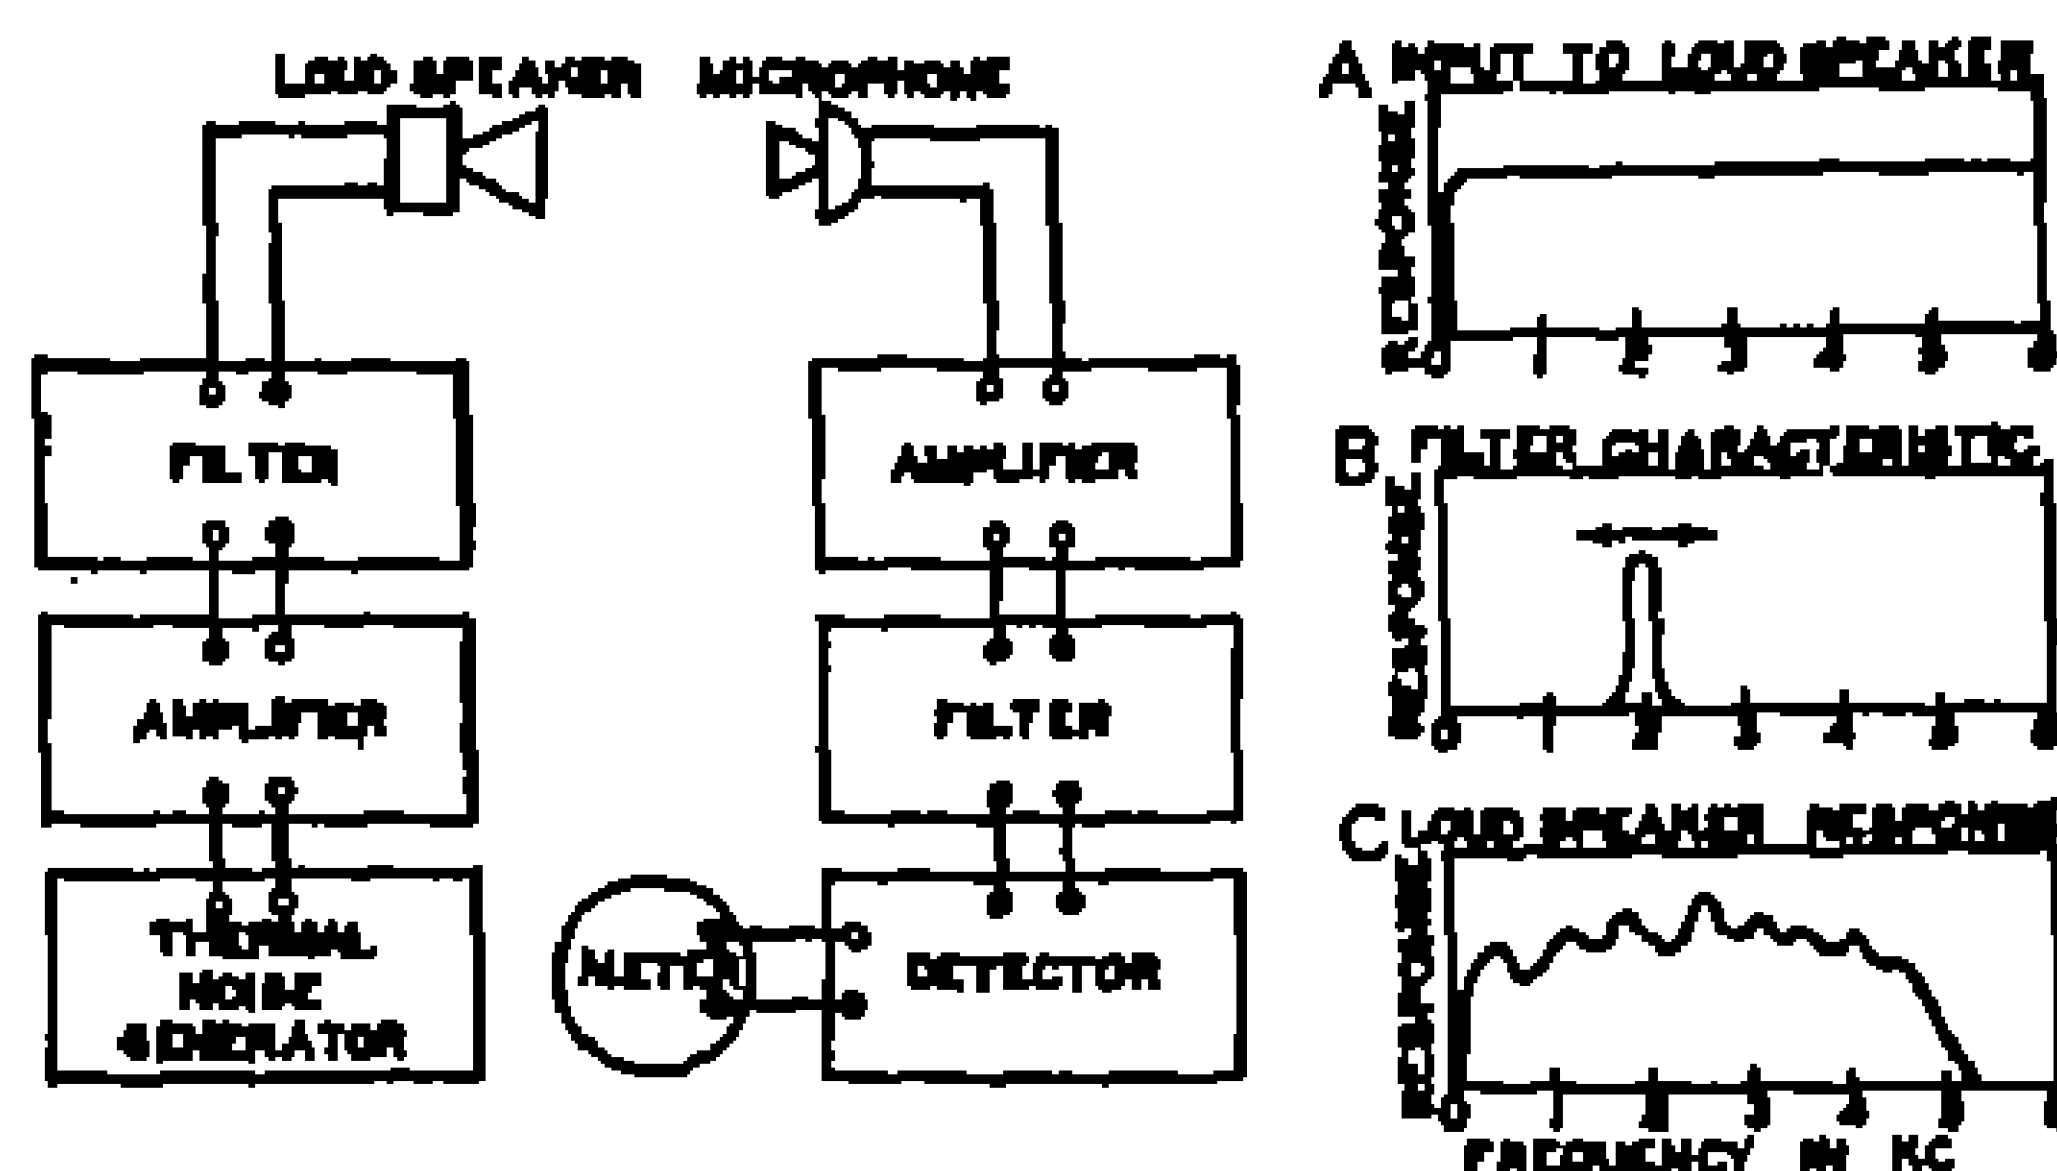 LOUD SPEAKER
MICROPHONE
FILTER
AMPLIFIER
THERMAL
NOISE
GENERATOR
AMPLIFIER
FILTER
DETECTOR
METER
A INPUT TO LOUD SPEAKER
RESPONSE
0 1 2 3 4 5 6
B FILTER CHARACTERISTIC
RESPONSE
0 1 2 3 4 5 6
C LOUD SPEAKER RESPONSE
RESPONSE
0 1 2 3 4 5
FREQUENCY IN KC